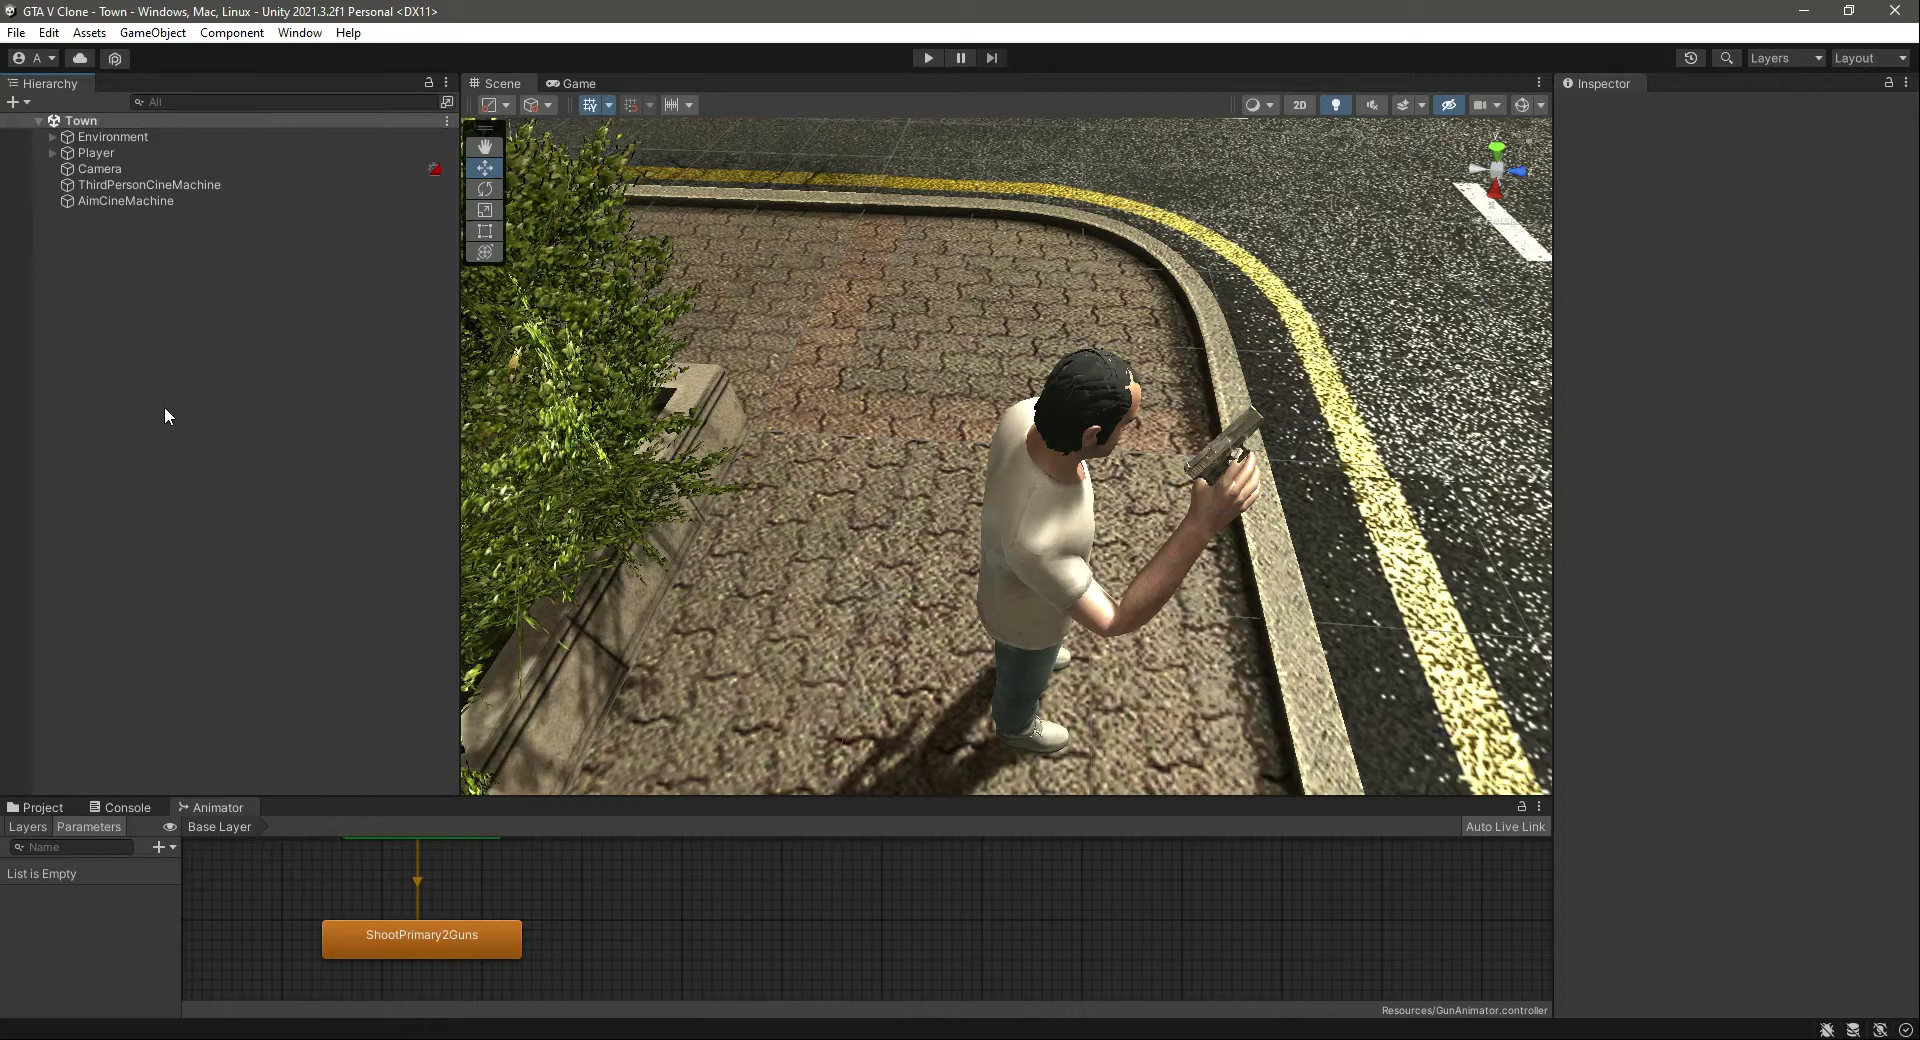 GTA V Clone - Town - Windows, Mac, Linux - Unity 2021.3.2f1 Personal <DX11>
File Edit Assets GameObject Component Window Help
A Layers Layout
Hierarchy Scene Game Inspector
All
2D
Town
Environment
Player
Camera
ThirdPersonCineMachine
AimCineMachine
y
Project Console Animator
Layers Parameters Base Layer Auto Live Link
Name
List is Empty
ShootPrimary2Guns
Resources/GunAnimator.controller